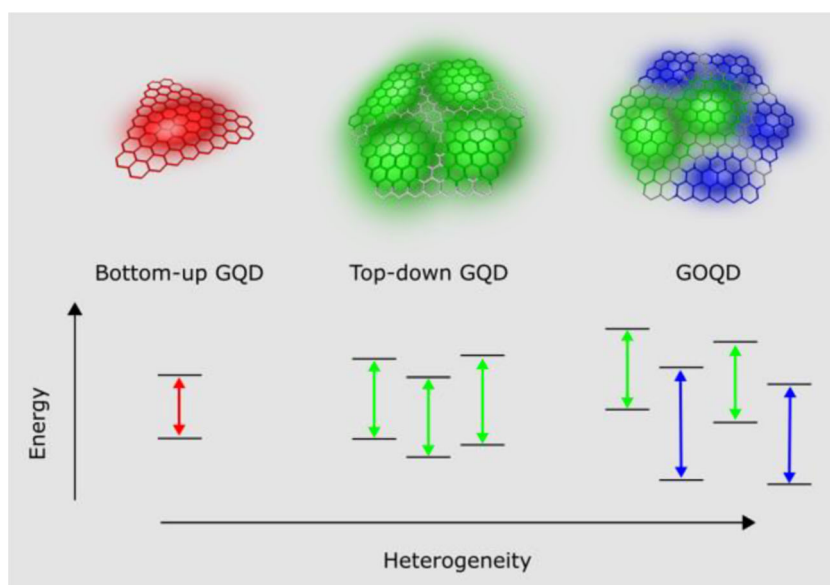 Bottom-up GQD
Top-down GQD
GOQD
Energy
Heterogeneity